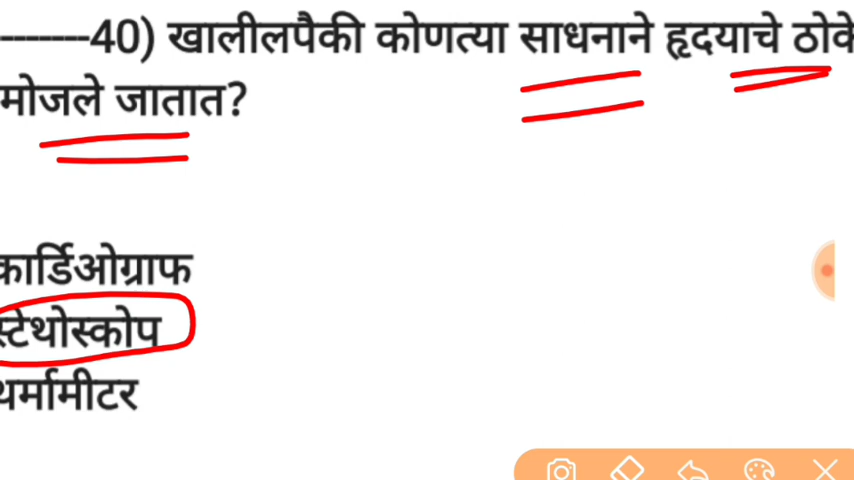 -------40) खालीलपैकी कोणत्या साधनाने हृदयाचे ठोके
मोजले जातात?
कार्डिओग्राफ
स्टेथोस्कोप
थर्मामीटर